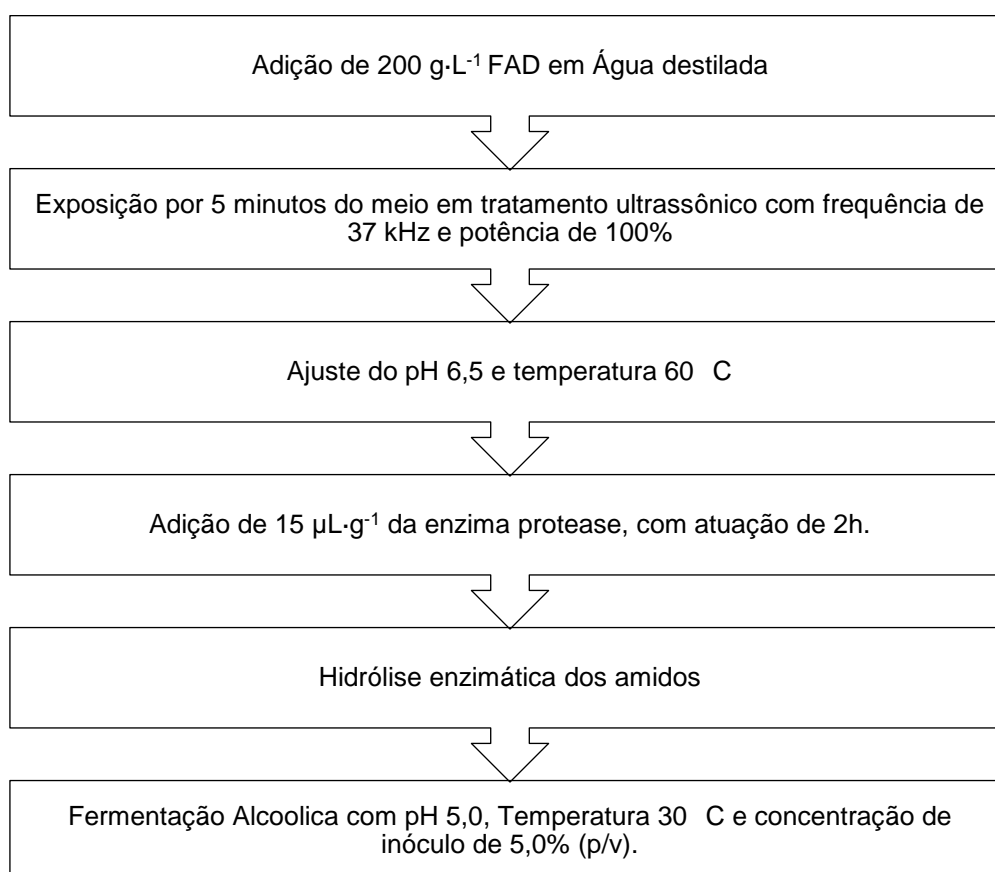 Adição de 200 g·L⁻¹ FAD em Água destilada
Exposição por 5 minutos do meio em tratamento ultrassônico com frequência de
37 kHz e potência de 100%
Ajuste do pH 6,5 e temperatura 60 C
Adição de 15 µL·g⁻¹ da enzima protease, com atuação de 2h.
Hidrólise enzimática dos amidos
Fermentação Alcoolica com pH 5,0, Temperatura 30 C e concentração de
inóculo de 5,0% (p/v).